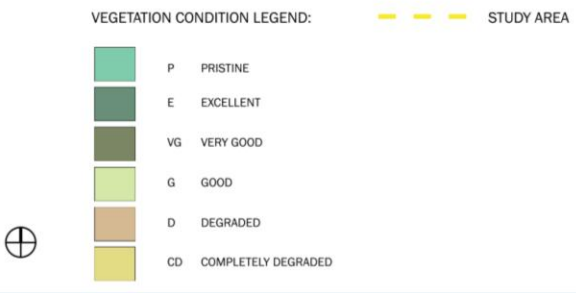 VEGETATION CONDITION LEGEND: STUDY AREA
P PRISTINE
E EXCELLENT
VG VERY GOOD
G GOOD
D DEGRADED
CD COMPLETELY DEGRADED